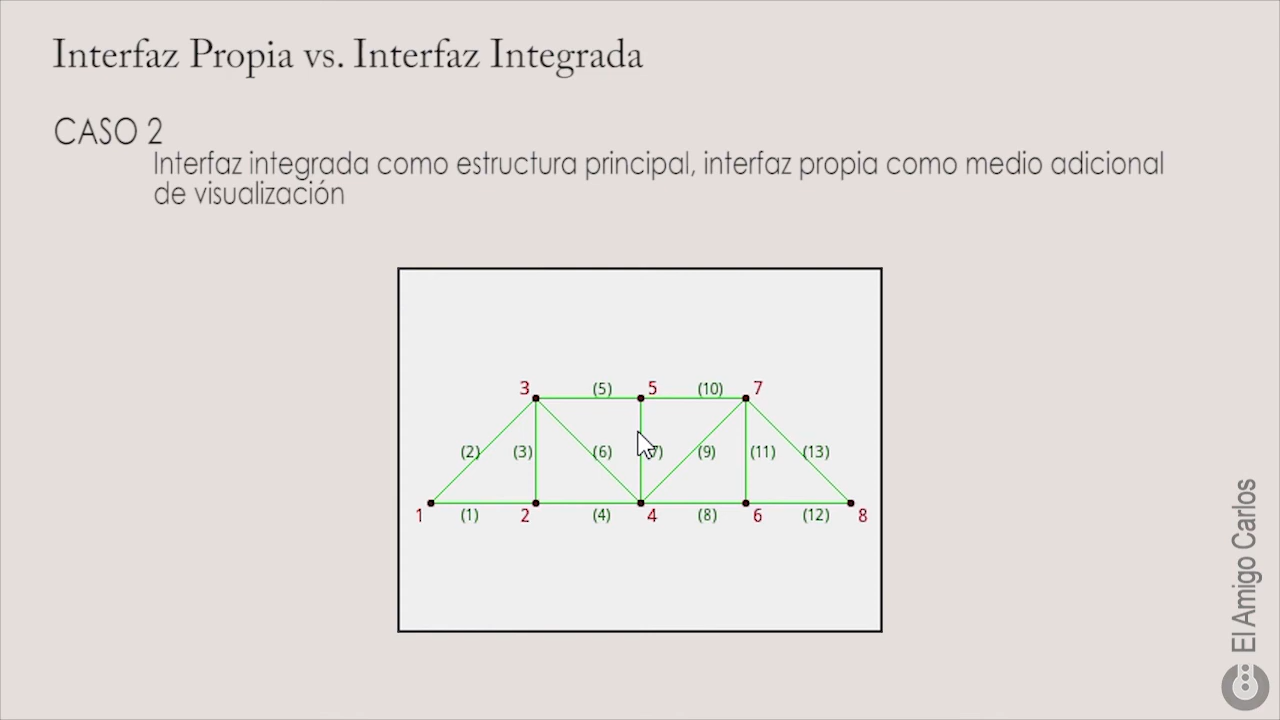 Interfaz Propia vs. Interfaz Integrada
CASO 2
Interfaz integrada como estructura principal, interfaz propia como medio adicional
de visualización
3 (5) 5 (10) 7
(2) (3) (6) (9) (11) (13)
1 (1) 2 (4) 4 (8) 6 (12) 8
El Amigo Carlos